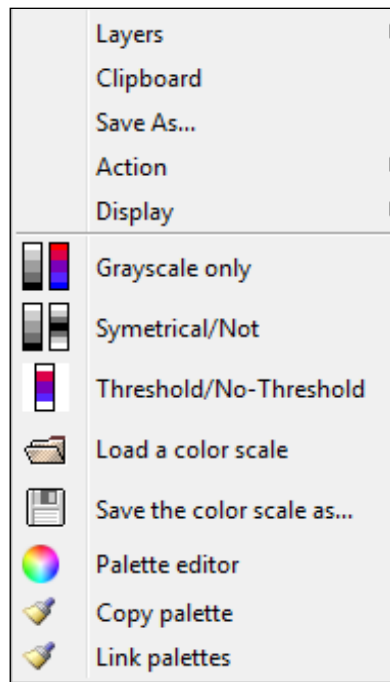 Layers
Clipboard
Save As...
Action
Display
Grayscale only
Symetrical/Not
Threshold/No-Threshold
Load a color scale
Save the color scale as...
Palette editor
Copy palette
Link palettes